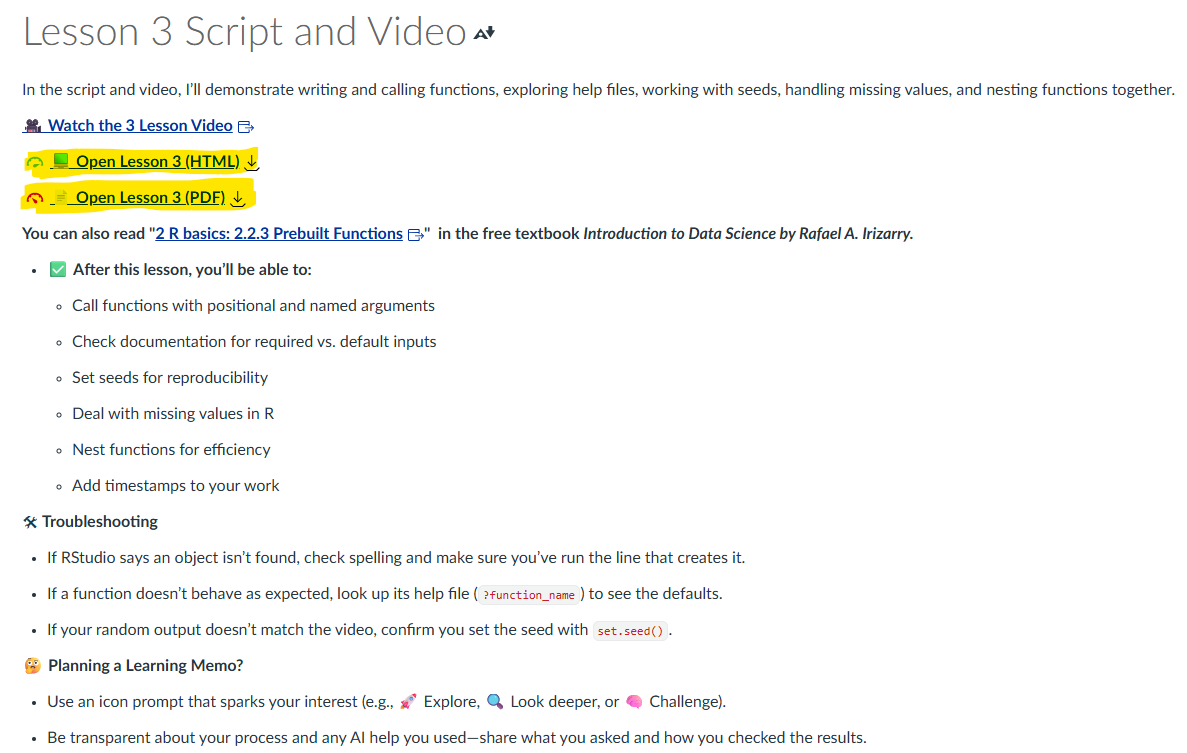 Lesson 3 Script and Video
In the script and video, I'll demonstrate writing and calling functions, exploring help files, working with seeds, handling missing values, and nesting functions together.
🎥 Watch the 3 Lesson Video
Open Lesson 3 (HTML)
Open Lesson 3 (PDF)
You can also read "2 R basics: 2.2.3 Prebuilt Functions" in the free textbook Introduction to Data Science by Rafael A. Irizarry.
• ✅ After this lesson, you'll be able to:
◦ Call functions with positional and named arguments
◦ Check documentation for required vs. default inputs
◦ Set seeds for reproducibility
◦ Deal with missing values in R
◦ Nest functions for efficiency
◦ Add timestamps to your work
🛠 Troubleshooting
• If RStudio says an object isn't found, check spelling and make sure you've run the line that creates it.
• If a function doesn't behave as expected, look up its help file (?function_name) to see the defaults.
• If your random output doesn't match the video, confirm you set the seed with set.seed().
🤔 Planning a Learning Memo?
• Use an icon prompt that sparks your interest (e.g., 🚀 Explore, 🔍 Look deeper, or 🧠 Challenge).
• Be transparent about your process and any AI help you used—share what you asked and how you checked the results.